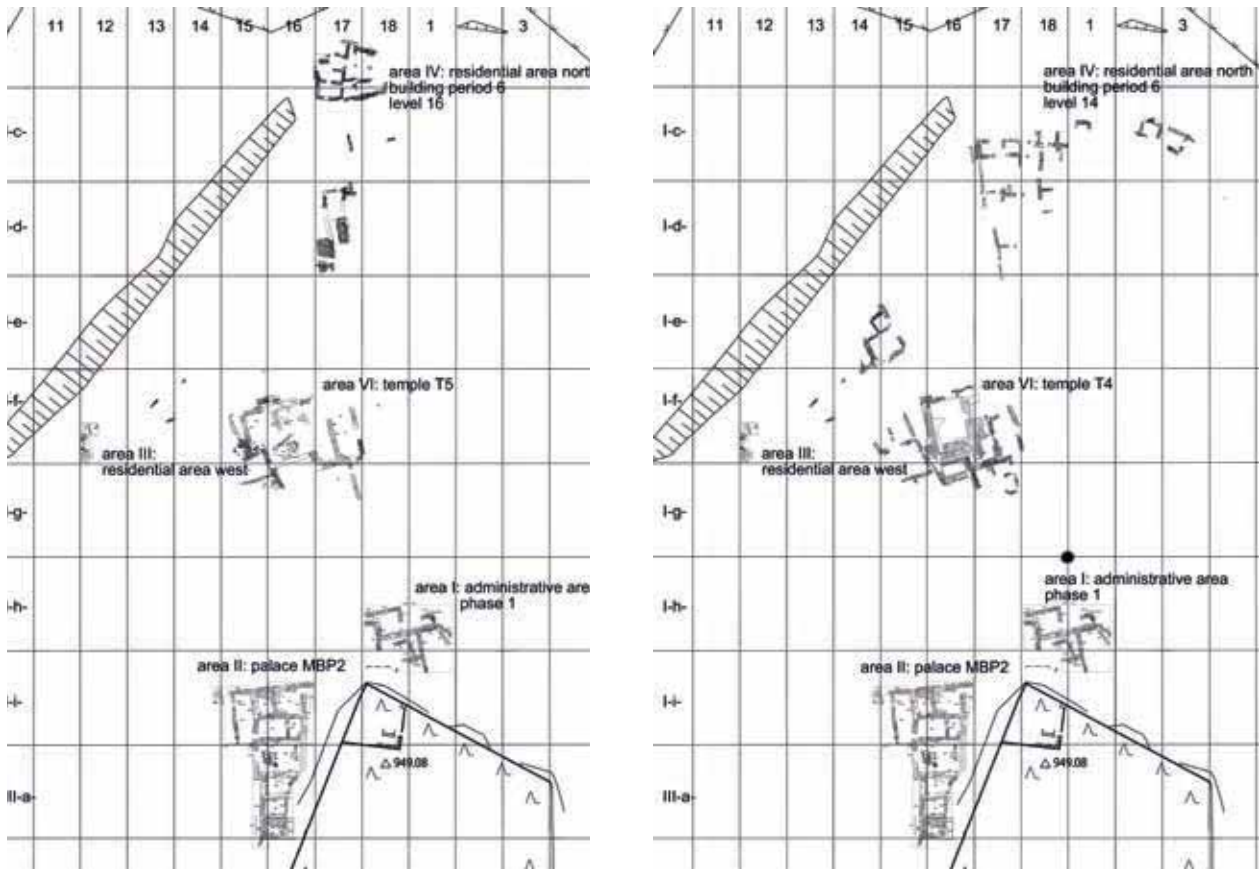 11 12 13 14 15 16 17 18 1 3
area IV: residential area north
building period 6
level 16
-c-
-d-
-e-
area VI: temple T5
-f-
area III:
residential area west
-g-
area I: administrative are
phase 1
-h-
area II: palace MBP2
-i-
△ 949.08
II-a-
11 12 13 14 15 16 17 18 1 3
area IV: residential area north
building period 6
level 14
I-c-
I-d-
I-e-
area VI: temple T4
I-f-
area III:
residential area west
I-g-
area I: administrative area
phase 1
I-h-
area II: palace MBP2
I-i-
△ 949.08
III-a-